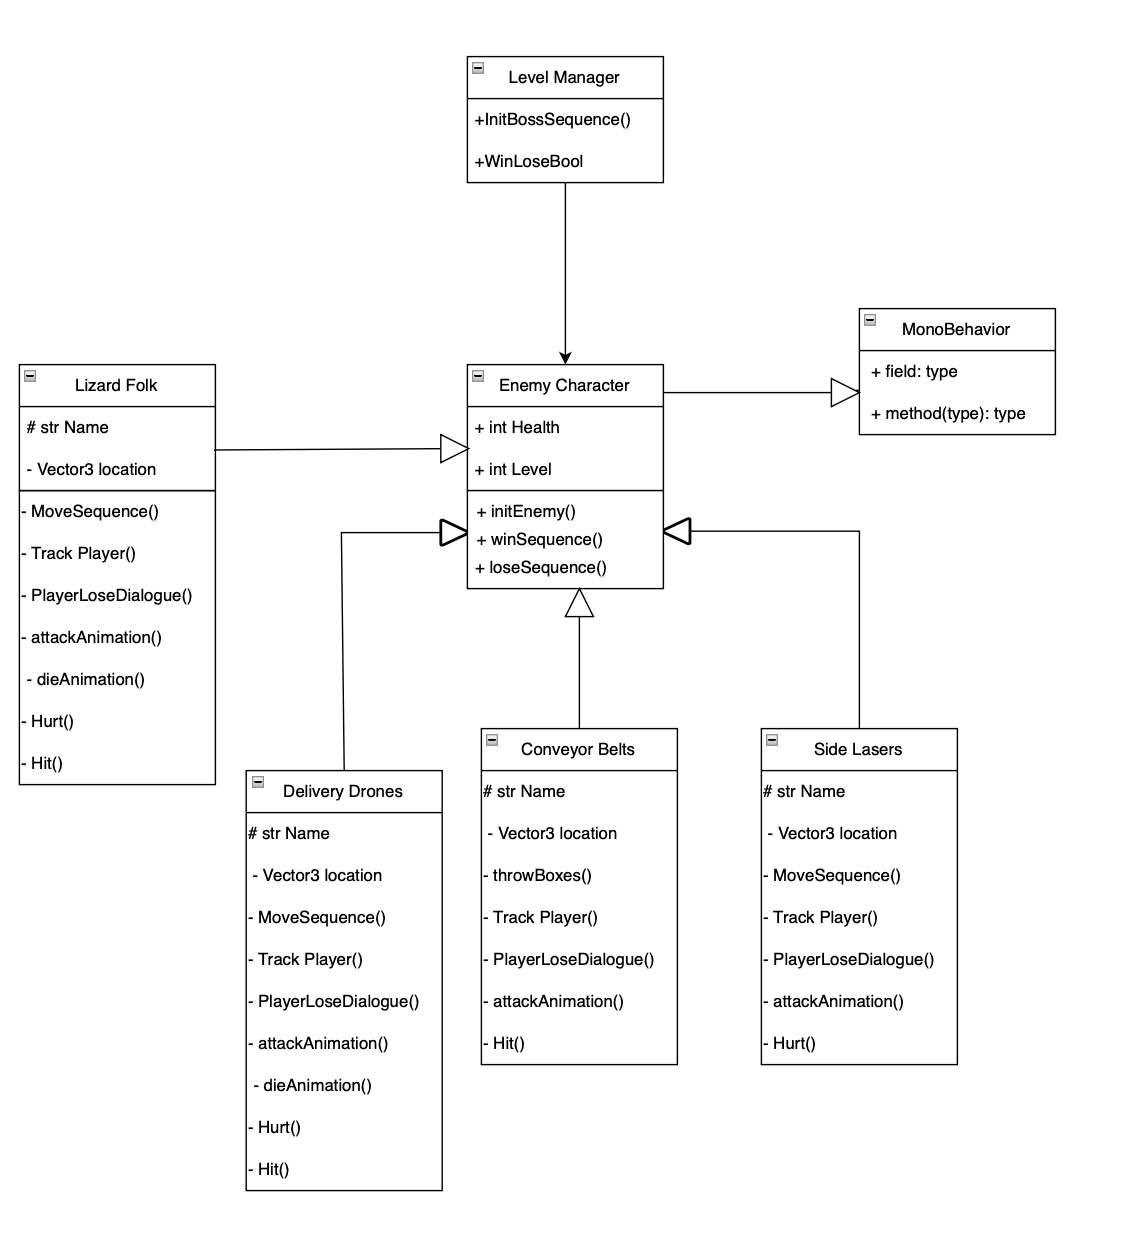 Level Manager
+InitBossSequence()
+WinLoseBool
MonoBehavior
+ field: type
+ method(type): type
Lizard Folk
# str Name
- Vector3 location
- MoveSequence()
- Track Player()
- PlayerLoseDialogue()
- attackAnimation()
- dieAnimation()
- Hurt()
- Hit()
Enemy Character
+ int Health
+ int Level
+ initEnemy()
+ winSequence()
+ loseSequence()
Delivery Drones
# str Name
- Vector3 location
- MoveSequence()
- Track Player()
- PlayerLoseDialogue()
- attackAnimation()
- dieAnimation()
- Hurt()
- Hit()
Conveyor Belts
# str Name
- Vector3 location
- throwBoxes()
- Track Player()
- PlayerLoseDialogue()
- attackAnimation()
- Hit()
Side Lasers
# str Name
- Vector3 location
- MoveSequence()
- Track Player()
- PlayerLoseDialogue()
- attackAnimation()
- Hurt()